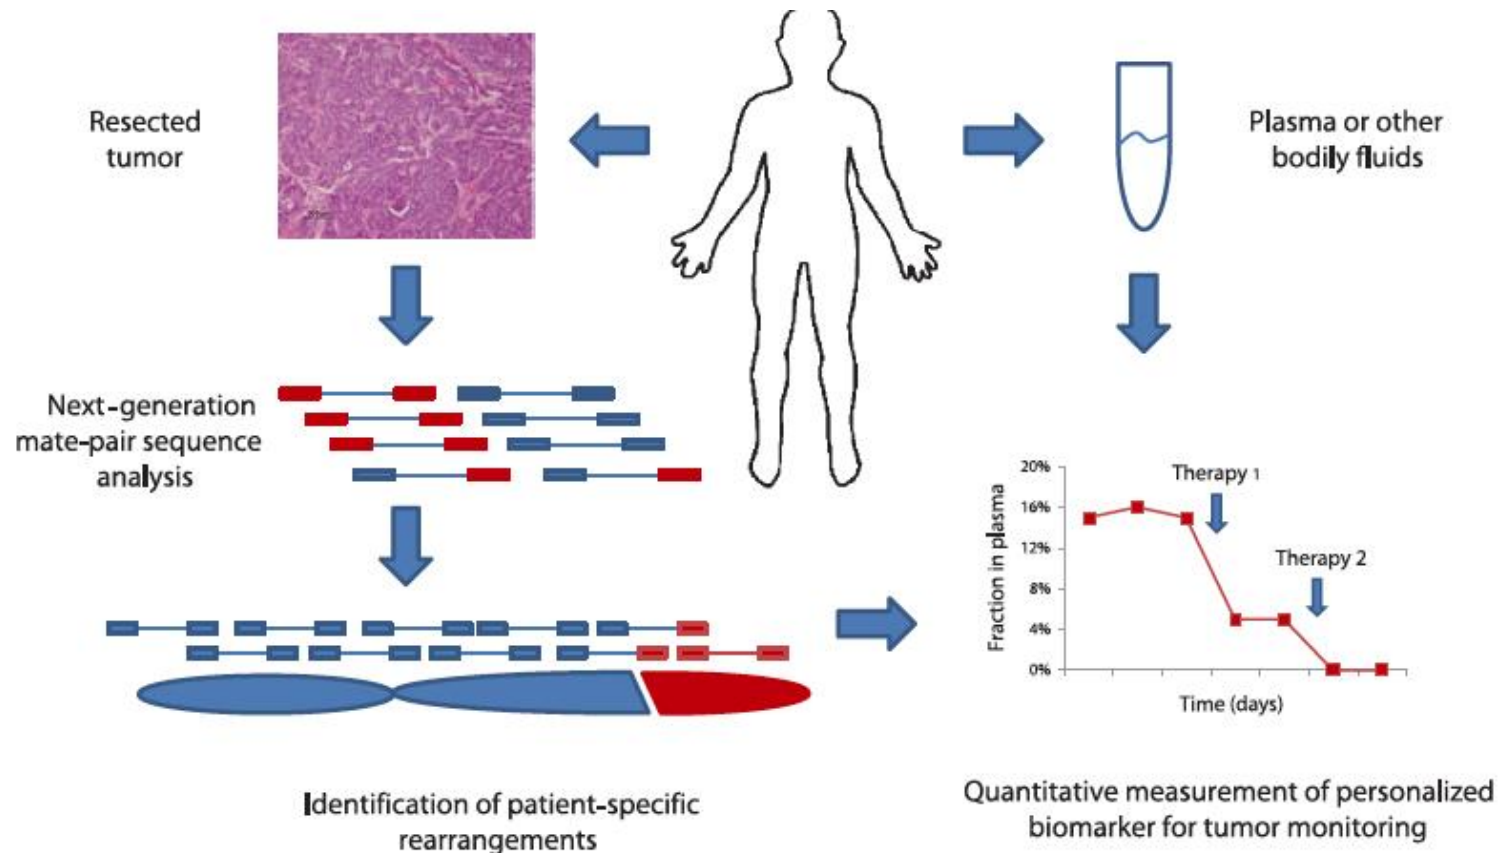 Resected
tumor
Plasma or other
bodily fluids
Next-generation
mate-pair sequence
analysis
20%
16%
12%
8%
4%
0%
Fraction in plasma
Therapy 1
Therapy 2
Time (days)
Identification of patient-specific
rearrangements
Quantitative measurement of personalized
biomarker for tumor monitoring